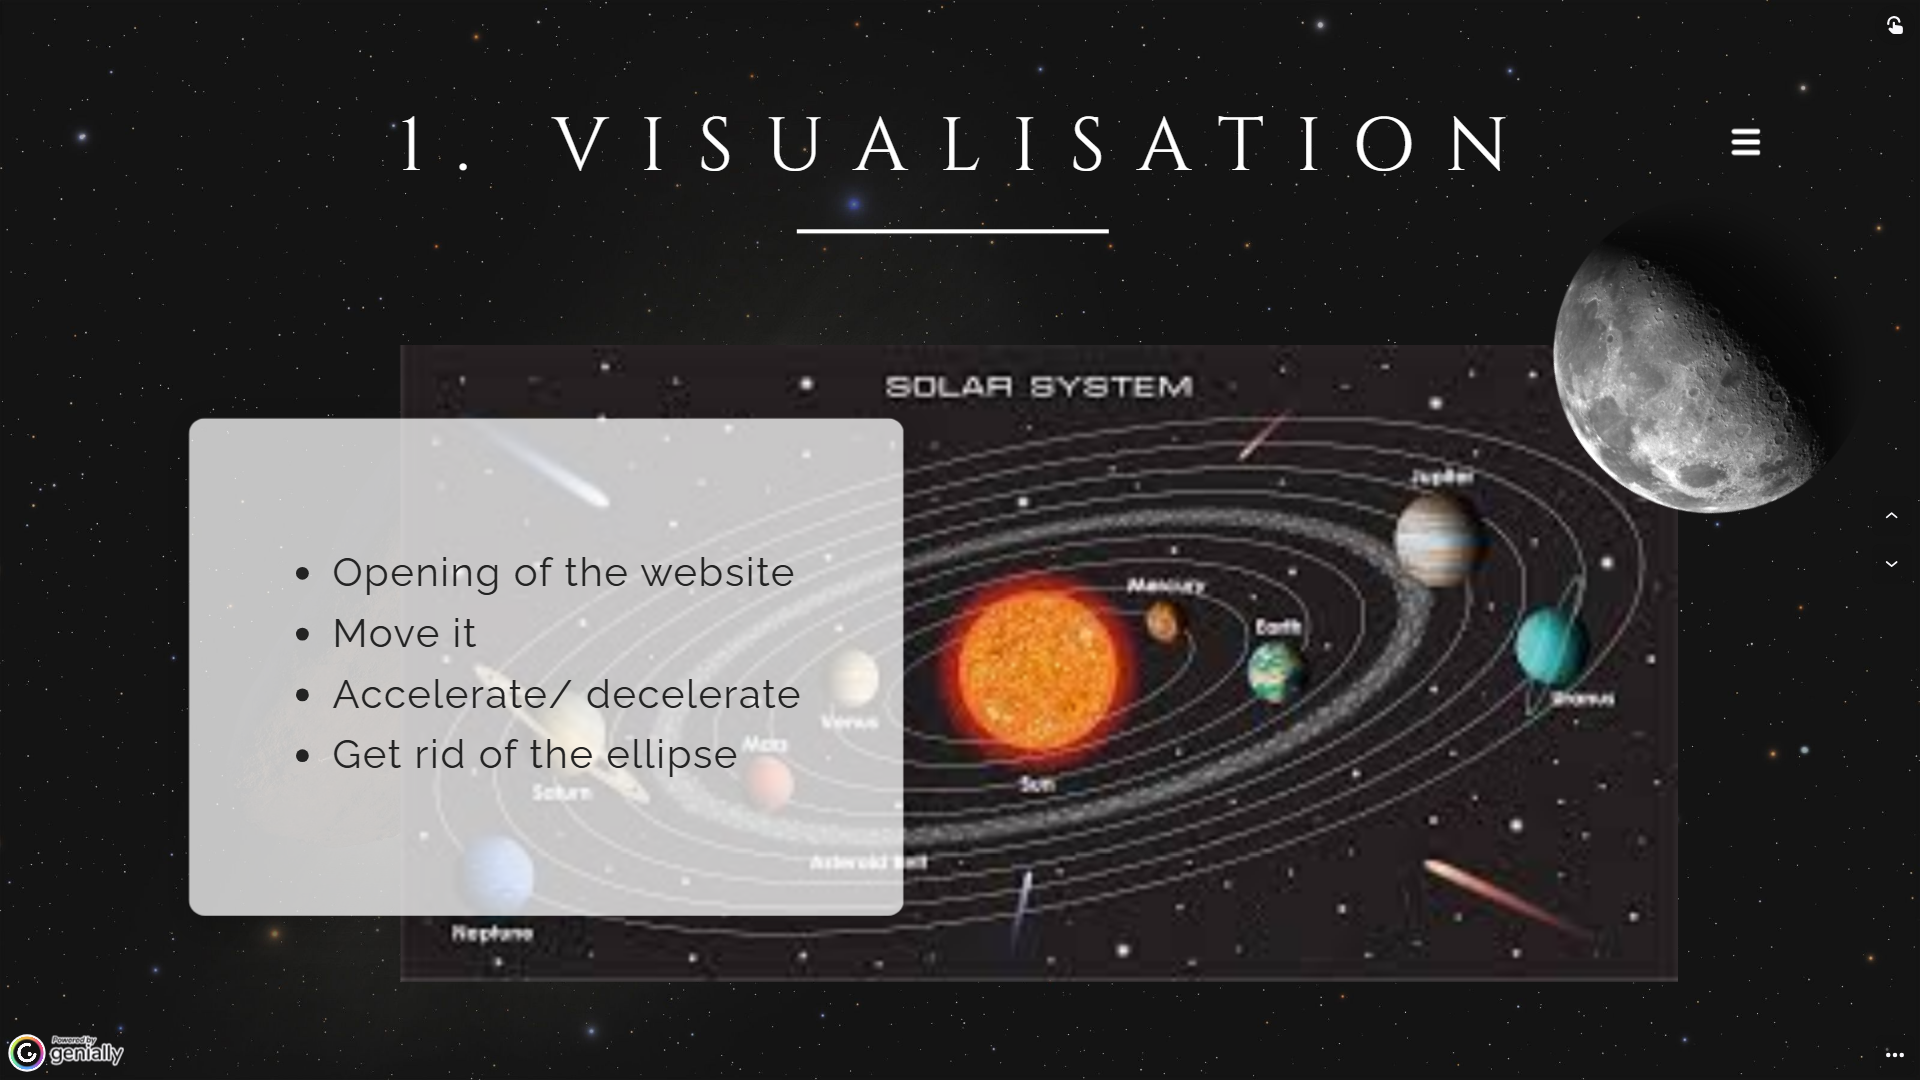 1. VISUALISATION
SOLAR SYSTEM
Jupiter
Mercury
Earth
Uranus
Venus
Mars
Sun
Saturn
Asteroid Belt
Neptune
• Opening of the website
• Move it
• Accelerate/ decelerate
• Get rid of the ellipse
Powered by
genially